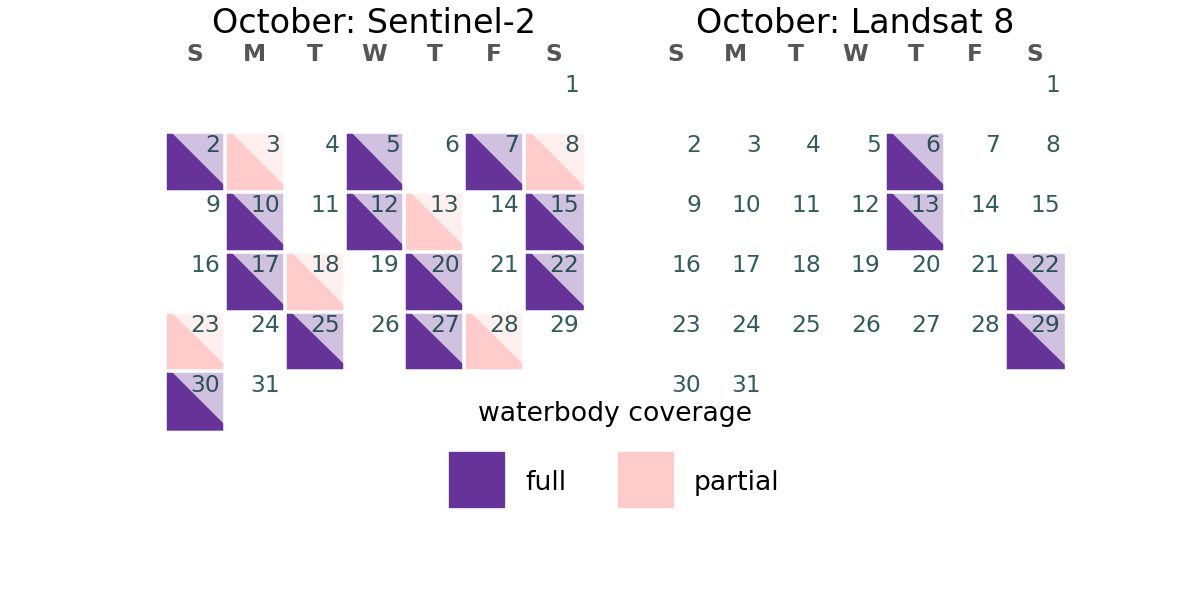 October: Sentinel-2
S M T W T F S
1
2 3 4 5 6 7 8
9 10 11 12 13 14 15
16 17 18 19 20 21 22
23 24 25 26 27 28 29
30 31
October: Landsat 8
S M T W T F S
1
2 3 4 5 6 7 8
9 10 11 12 13 14 15
16 17 18 19 20 21 22
23 24 25 26 27 28 29
30 31
waterbody coverage
full partial